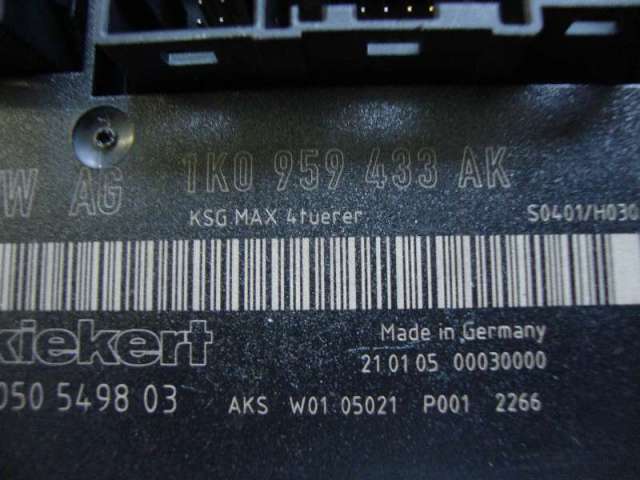 W AG 1K0 959 433 AK
KSG MAX 4tuerer S0401/H030
kiekert Made in Germany
21 01 05 00030000
0505 5498 03 AKS W01 05021 P001 2266